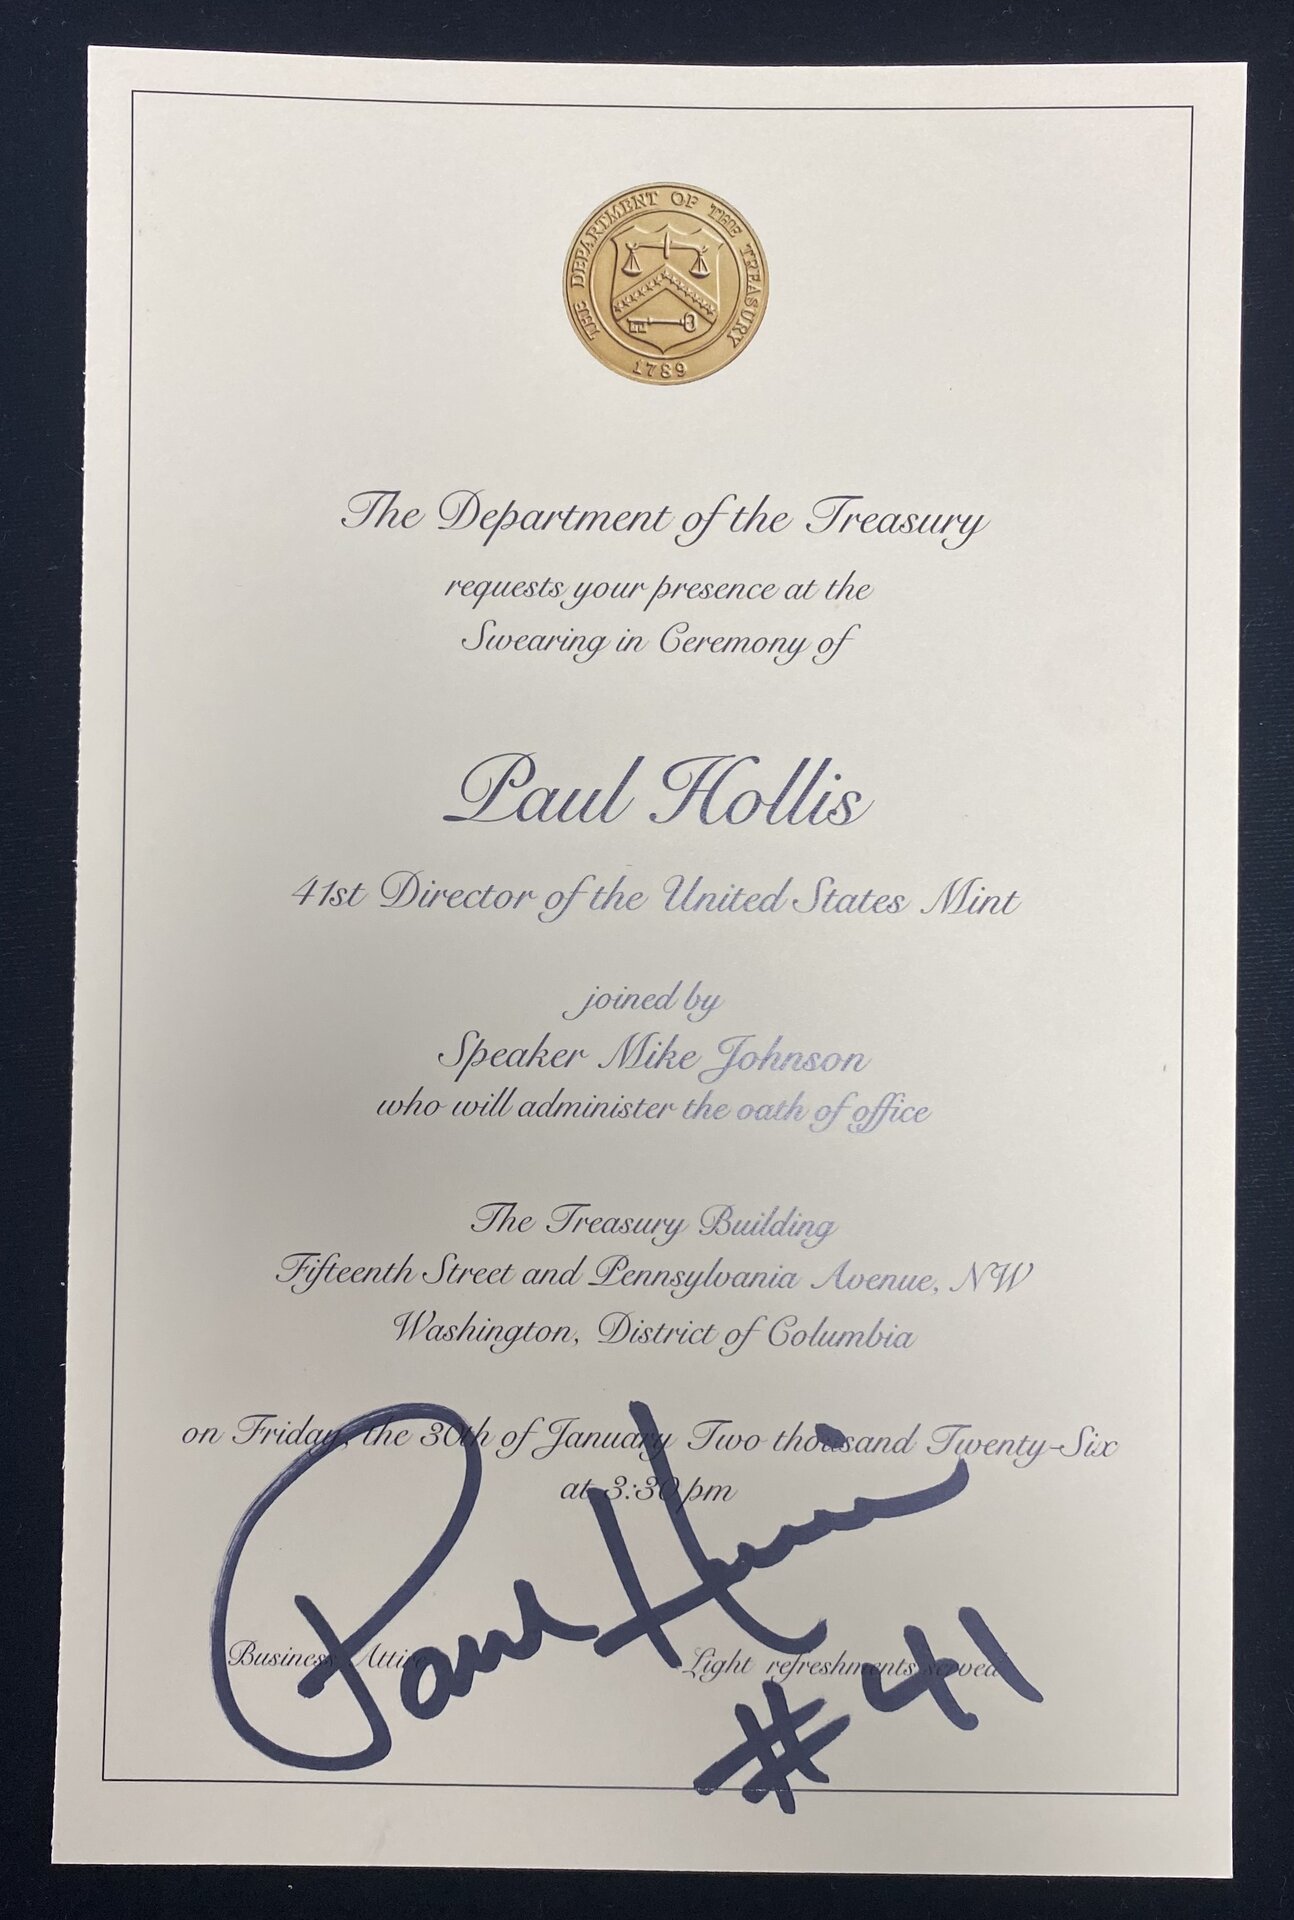 THE DEPARTMENT OF THE TREASURY
1789
The Department of the Treasury
requests your presence at the
Swearing in Ceremony of
Paul Hollis
41st Director of the United States Mint
joined by
Speaker Mike Johnson
who will administer the oath of office
The Treasury Building
Fifteenth Street and Pennsylvania Avenue, NW
Washington, District of Columbia
on Friday, the 30th of January Two thousand Twenty-Six
at 3:30 pm
Business Attire
Light refreshments served
Paul Hollis
#41